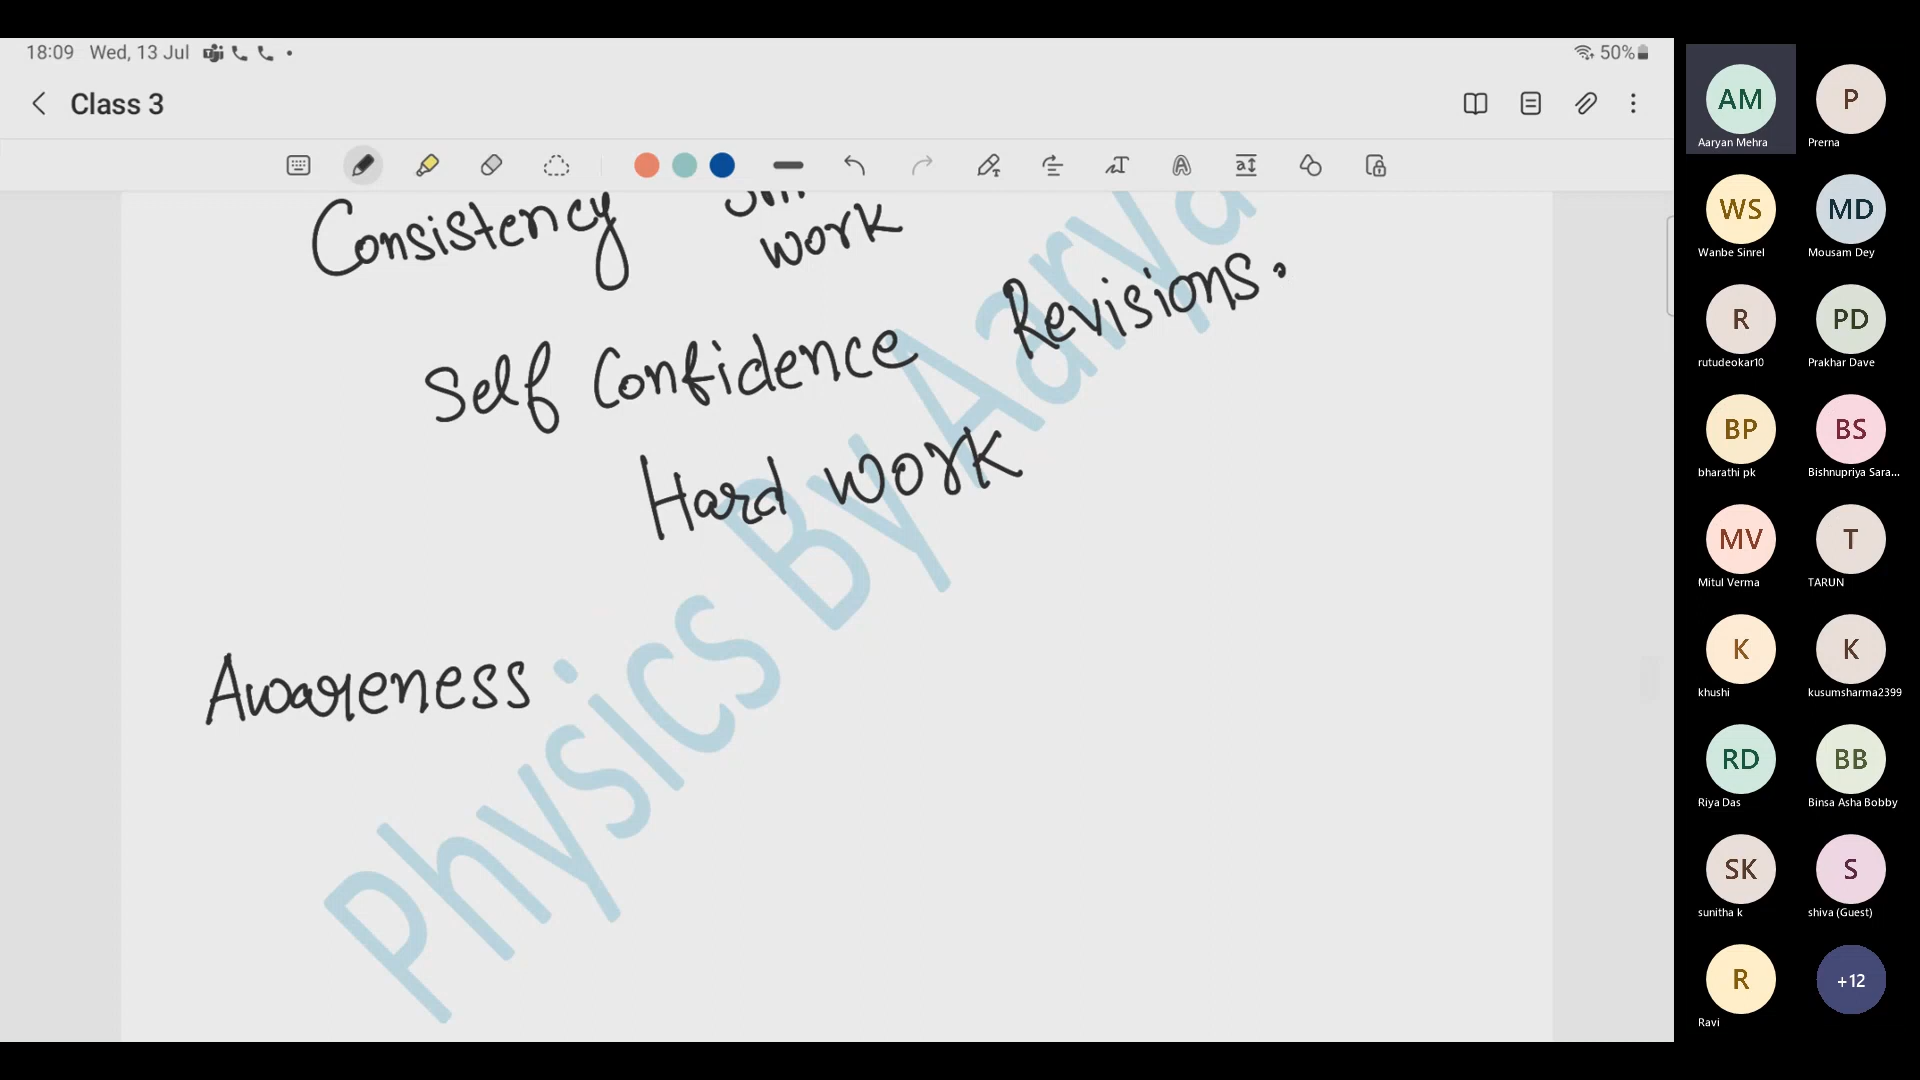 18:09 Wed, 13 Jul
50%
Class 3
Consistency
work
Revisions.
Self Confidence
Hard work
Awareness
Physics By Aarya
AM
Aaryan Mehra
P
Prerna
WS
Wanbe Sinrel
MD
Mousam Dey
R
rutudeokar10
PD
Prakhar Dave
BP
bharathi pk
BS
Bishnupriya Sara...
MV
Mitul Verma
T
TARUN
K
khushi
K
kusumsharma2399
RD
Riya Das
BB
Binsa Asha Bobby
SK
sunitha k
S
shiva (Guest)
R
Ravi
+12